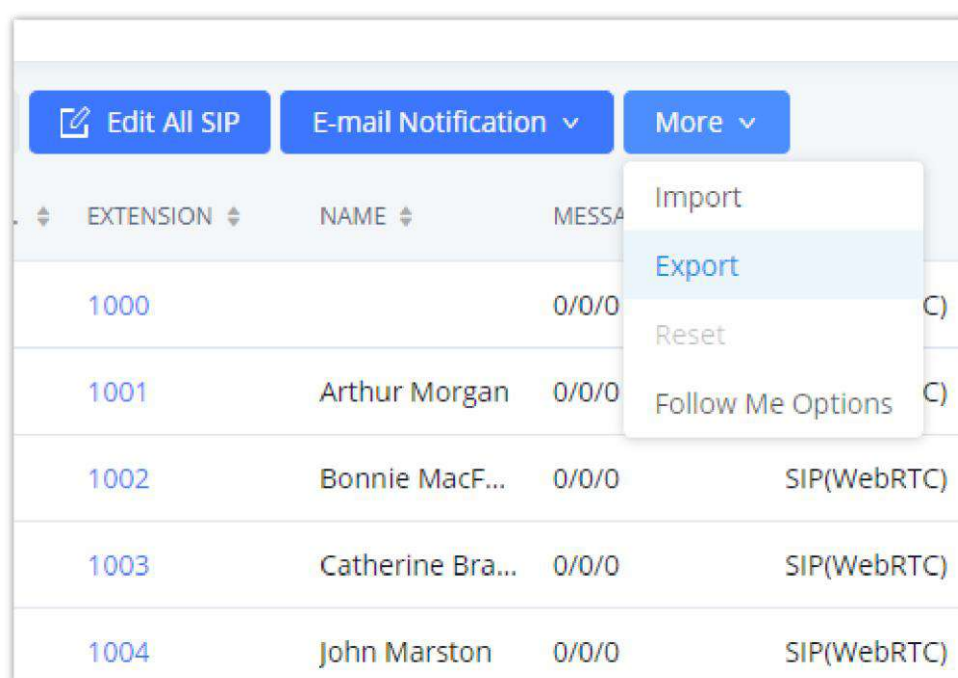 Edit All SIP E-mail Notification More
EXTENSION NAME MESSA
Import
Export
Reset
Follow Me Options
1000 0/0/0 C)
1001 Arthur Morgan 0/0/0 C)
1002 Bonnie MacF... 0/0/0 SIP(WebRTC)
1003 Catherine Bra... 0/0/0 SIP(WebRTC)
1004 John Marston 0/0/0 SIP(WebRTC)